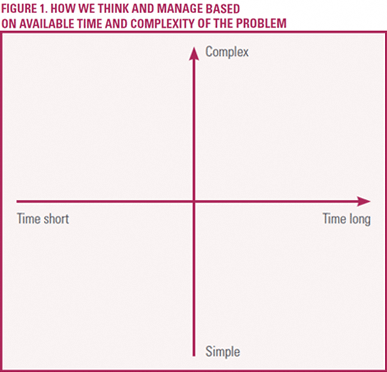 FIGURE 1. HOW WE THINK AND MANAGE BASED
ON AVAILABLE TIME AND COMPLEXITY OF THE PROBLEM
Complex
Time short
Time long
Simple